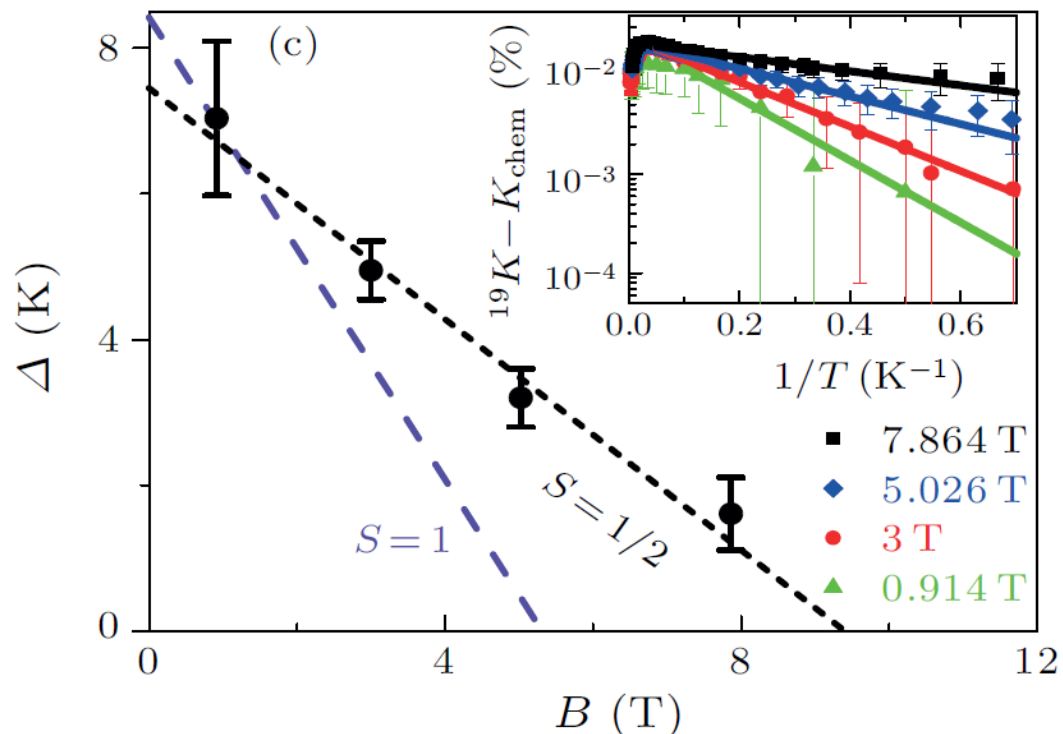 (c)
Δ (K)
8
4
0
0
4
8
12
B (T)
S = 1
S = 1/2
¹⁹K−K_chem (%)
10⁻²
10⁻³
10⁻⁴
0.0
0.2
0.4
0.6
1/T (K⁻¹)
7.864 T
5.026 T
3 T
0.914 T